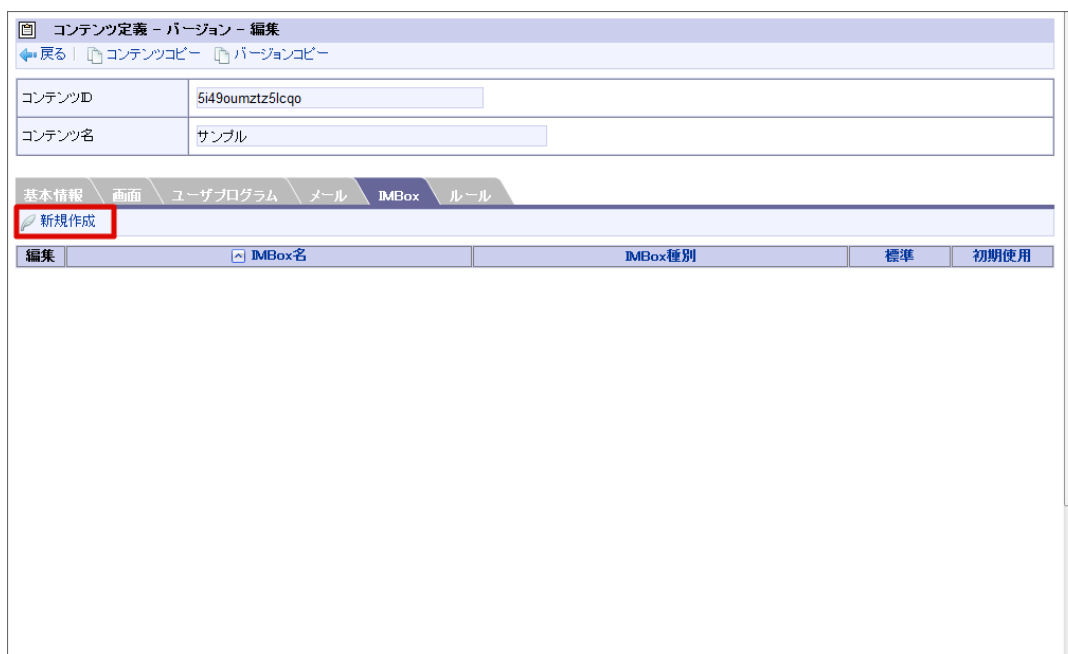 コンテンツ定義 - バージョン - 編集
戻る コンテンツコピー バージョンコピー
コンテンツID 5i49oumztz5lcqo
コンテンツ名 サンプル
基本情報 画面 ユーザプログラム メール IMBox ルール
新規作成
編集 IMBox名 IMBox種別 標準 初期使用